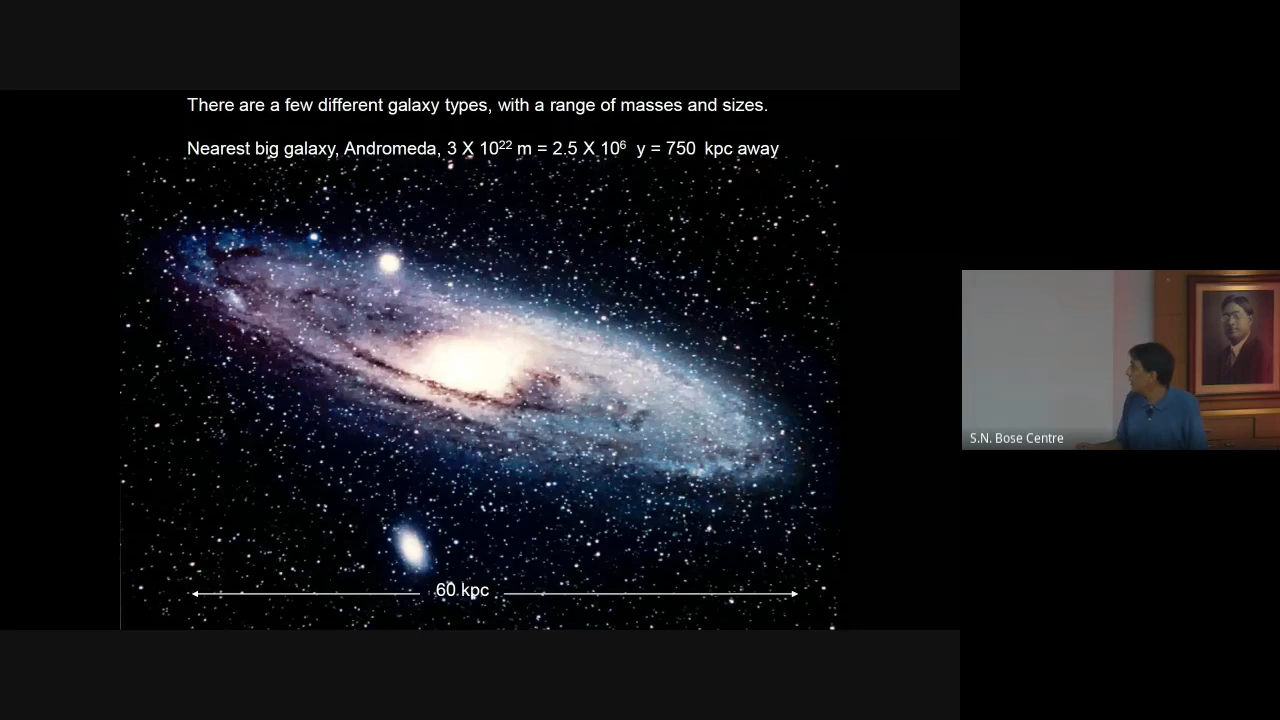 There are a few different galaxy types, with a range of masses and sizes.
Nearest big galaxy, Andromeda, 3 X 10²² m = 2.5 X 10⁶ y = 750 kpc away
60 kpc
S.N. Bose Centre